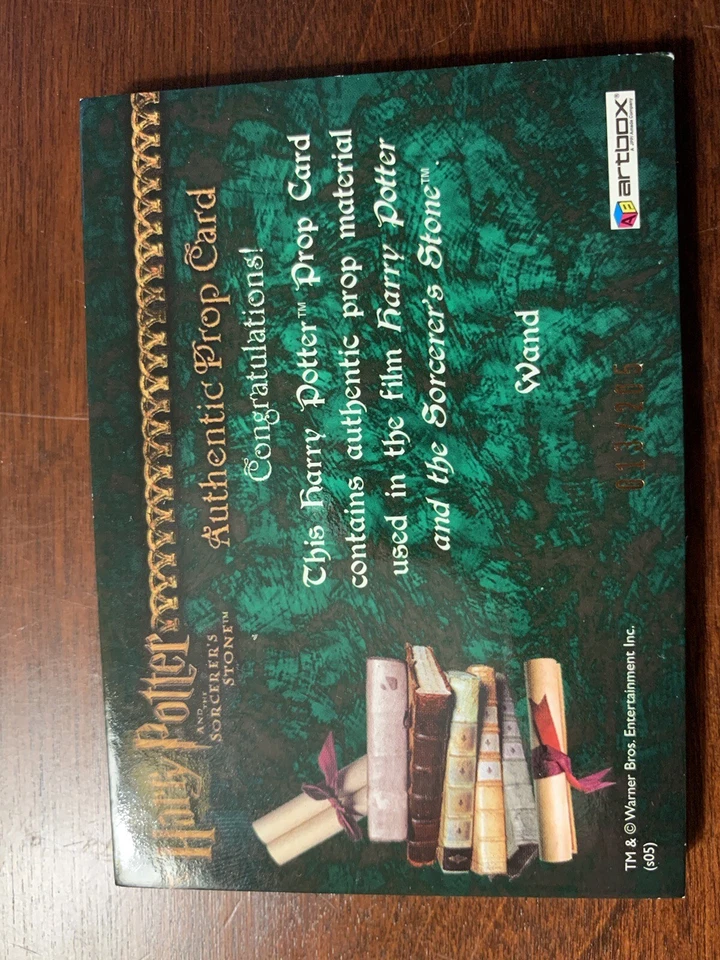 Harry Potter
AND THE
SORCERER'S
STONE™
Authentic Prop Card
Congratulations!
This Harry Potter™ Prop Card
contains authentic prop material
used in the film Harry Potter
and the Sorcerer's Stone™.
Wand
TM & © Warner Bros. Entertainment Inc.
(s05)
artbox®